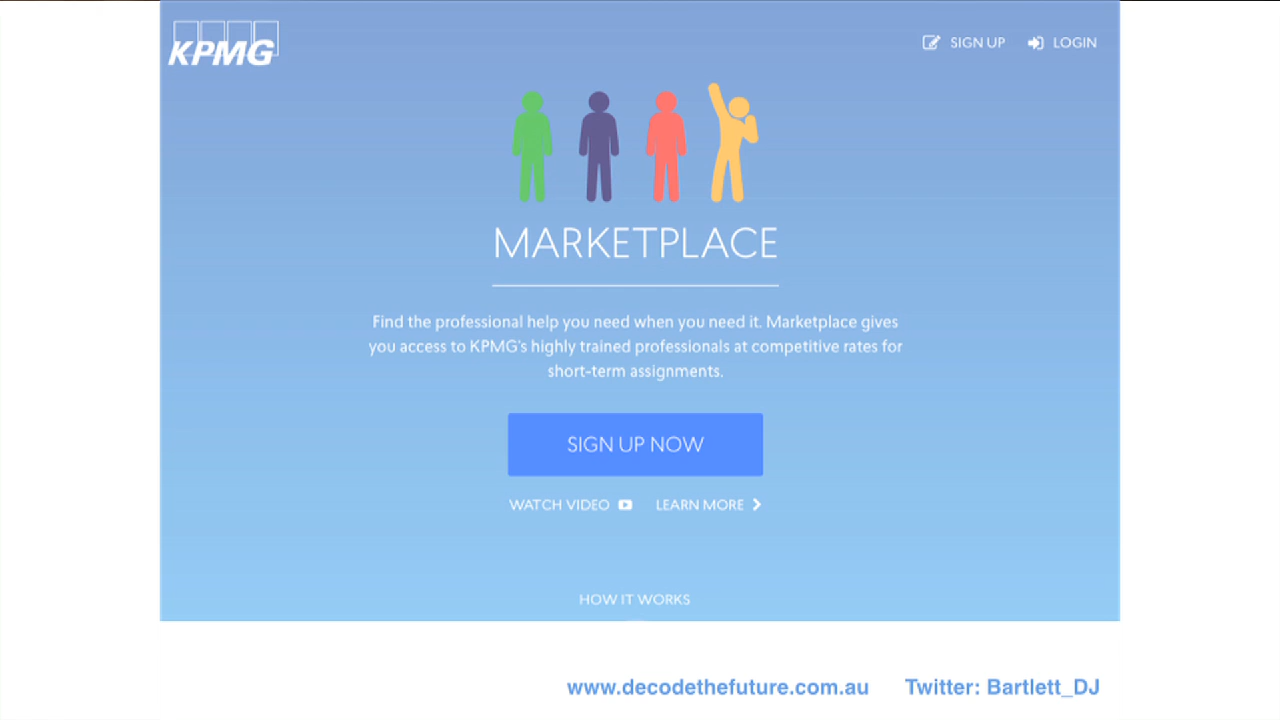 KPMG
SIGN UP LOGIN
MARKETPLACE
Find the professional help you need when you need it. Marketplace gives
you access to KPMG's highly trained professionals at competitive rates for
short-term assignments.
SIGN UP NOW
WATCH VIDEO LEARN MORE
HOW IT WORKS
www.decodethefuture.com.au Twitter: Bartlett_DJ